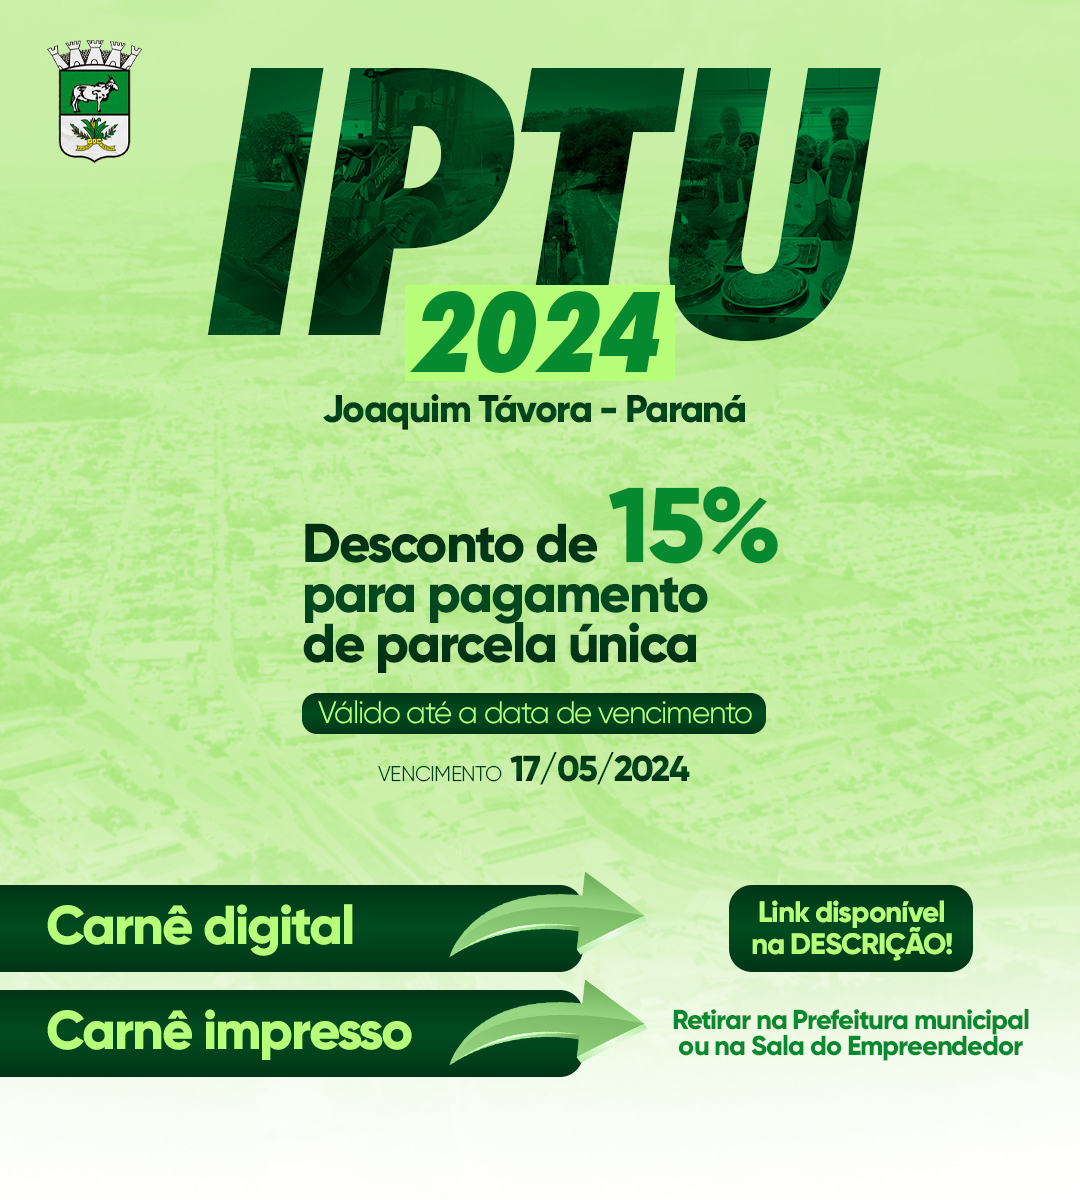 IPTU
2024
Joaquim Távora - Paraná
Desconto de 15%
para pagamento
de parcela única
Válido até a data de vencimento
VENCIMENTO 17/05/2024
Carnê digital
Link disponível
na DESCRIÇÃO!
Carnê impresso
Retirar na Prefeitura municipal
ou na Sala do Empreendedor